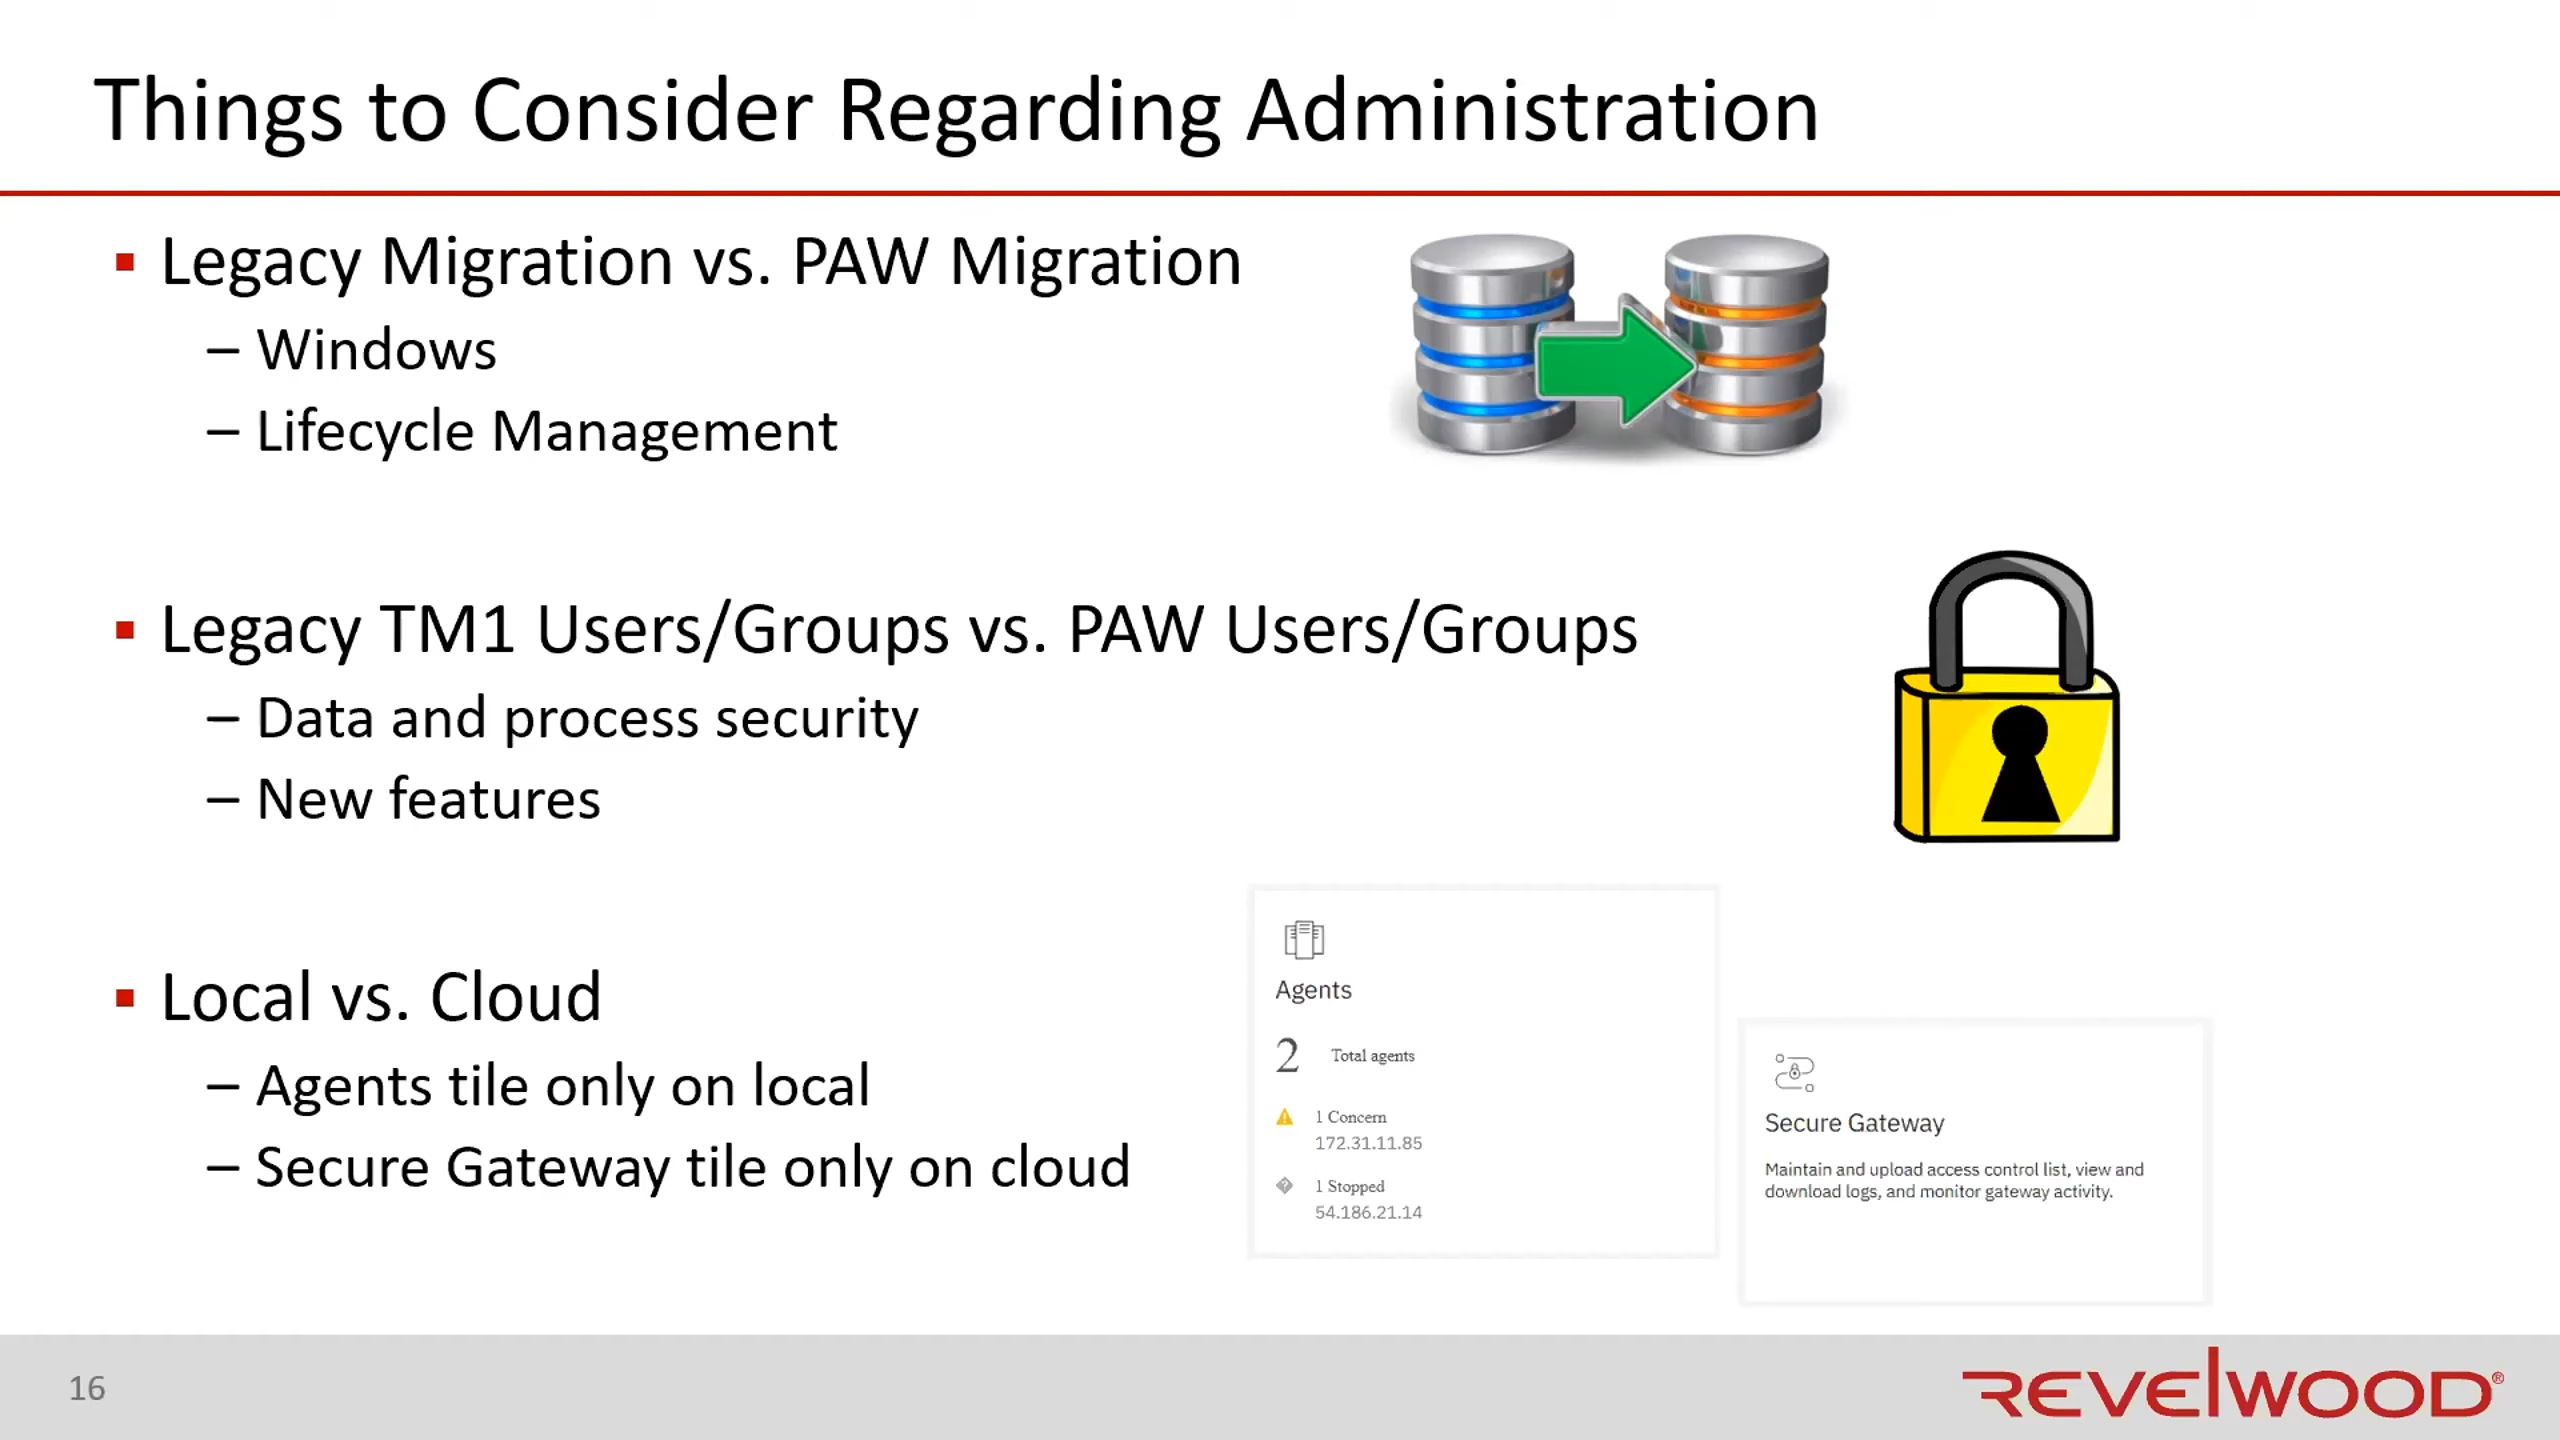 Things to Consider Regarding Administration
▪ Legacy Migration vs. PAW Migration
– Windows
– Lifecycle Management
▪ Legacy TM1 Users/Groups vs. PAW Users/Groups
– Data and process security
– New features
▪ Local vs. Cloud
– Agents tile only on local
– Secure Gateway tile only on cloud
Agents
2 Total agents
1 Concern
172.31.11.85
1 Stopped
54.186.21.14
Secure Gateway
Maintain and upload access control list, view and
download logs, and monitor gateway activity.
16
REVELWOOD®